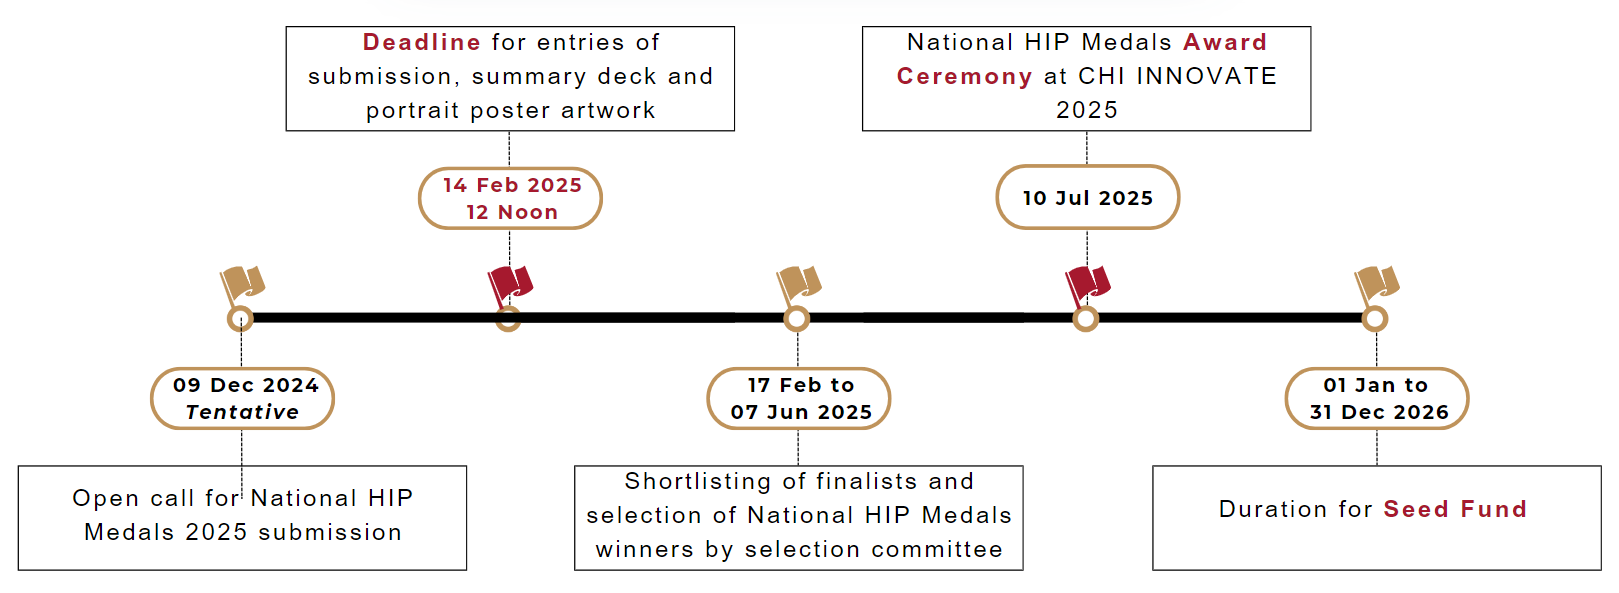 Deadline for entries of
submission, summary deck and
portrait poster artwork
National HIP Medals Award
Ceremony at CHI INNOVATE
2025
14 Feb 2025
12 Noon
10 Jul 2025
09 Dec 2024
Tentative
17 Feb to
07 Jun 2025
01 Jan to
31 Dec 2026
Open call for National HIP
Medals 2025 submission
Shortlisting of finalists and
selection of National HIP Medals
winners by selection committee
Duration for Seed Fund